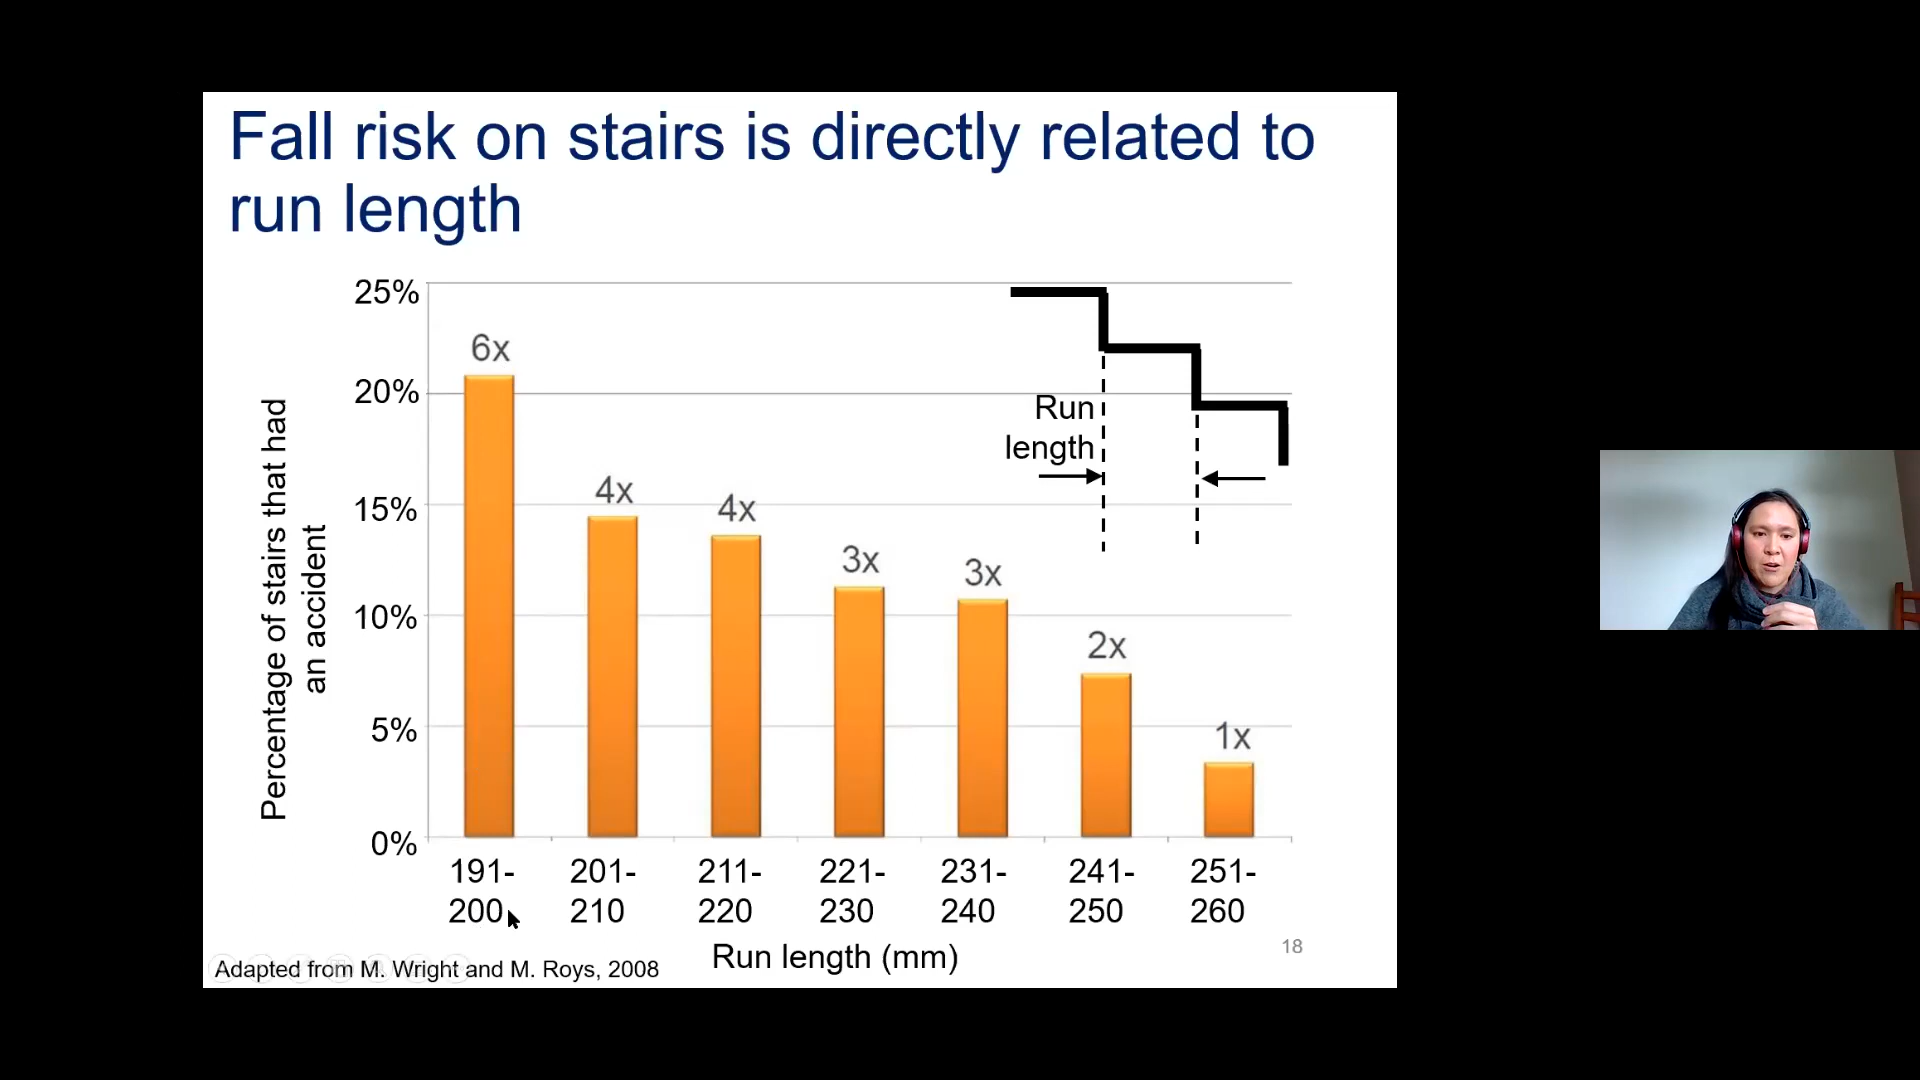 Fall risk on stairs is directly related to
run length
25%
20%
15%
10%
5%
0%
Percentage of stairs that had
an accident
6x
4x
4x
3x
3x
2x
1x
Run
length
191-
200
201-
210
211-
220
221-
230
231-
240
241-
250
251-
260
Run length (mm)
18
Adapted from M. Wright and M. Roys, 2008